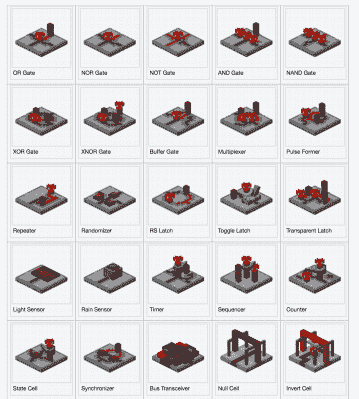 OR Gate
NOR Gate
NOT Gate
AND Gate
NAND Gate
XOR Gate
XNOR Gate
Buffer Gate
Multiplexer
Pulse Former
Repeater
Randomizer
RS Latch
Toggle Latch
Transparent Latch
Light Sensor
Rain Sensor
Timer
Sequencer
Counter
State Cell
Synchronizer
Bus Transceiver
Null Cell
Invert Cell